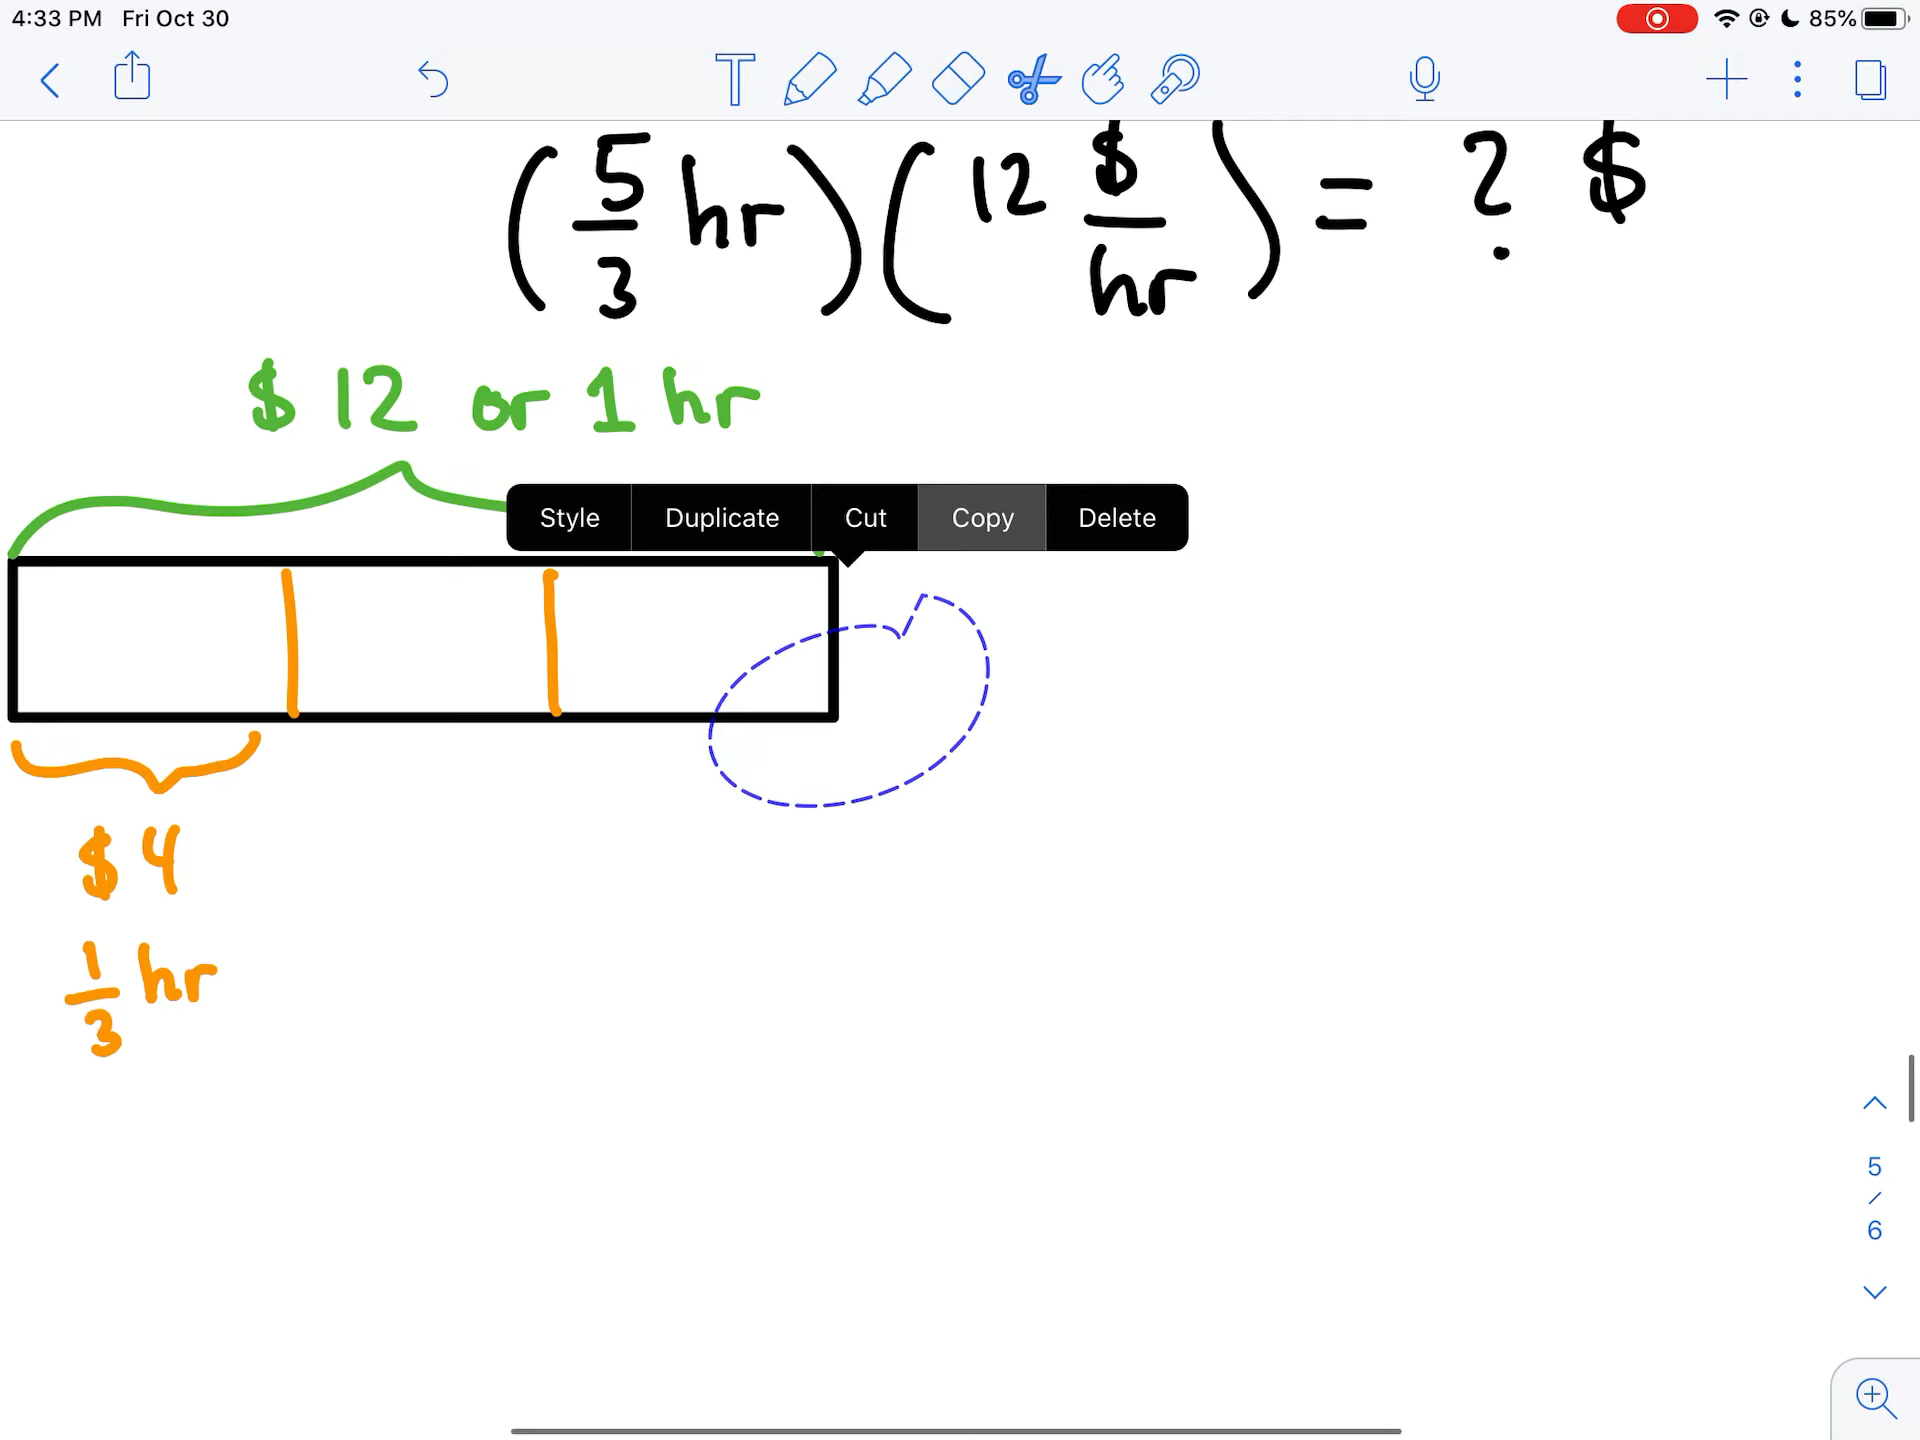 4:33 PM Fri Oct 30 85%
(5/3 hr)(12 $/hr) = ? $
$ 12 or 1 hr
Style Duplicate Cut Copy Delete
$ 4
1/3 hr
5
/
6